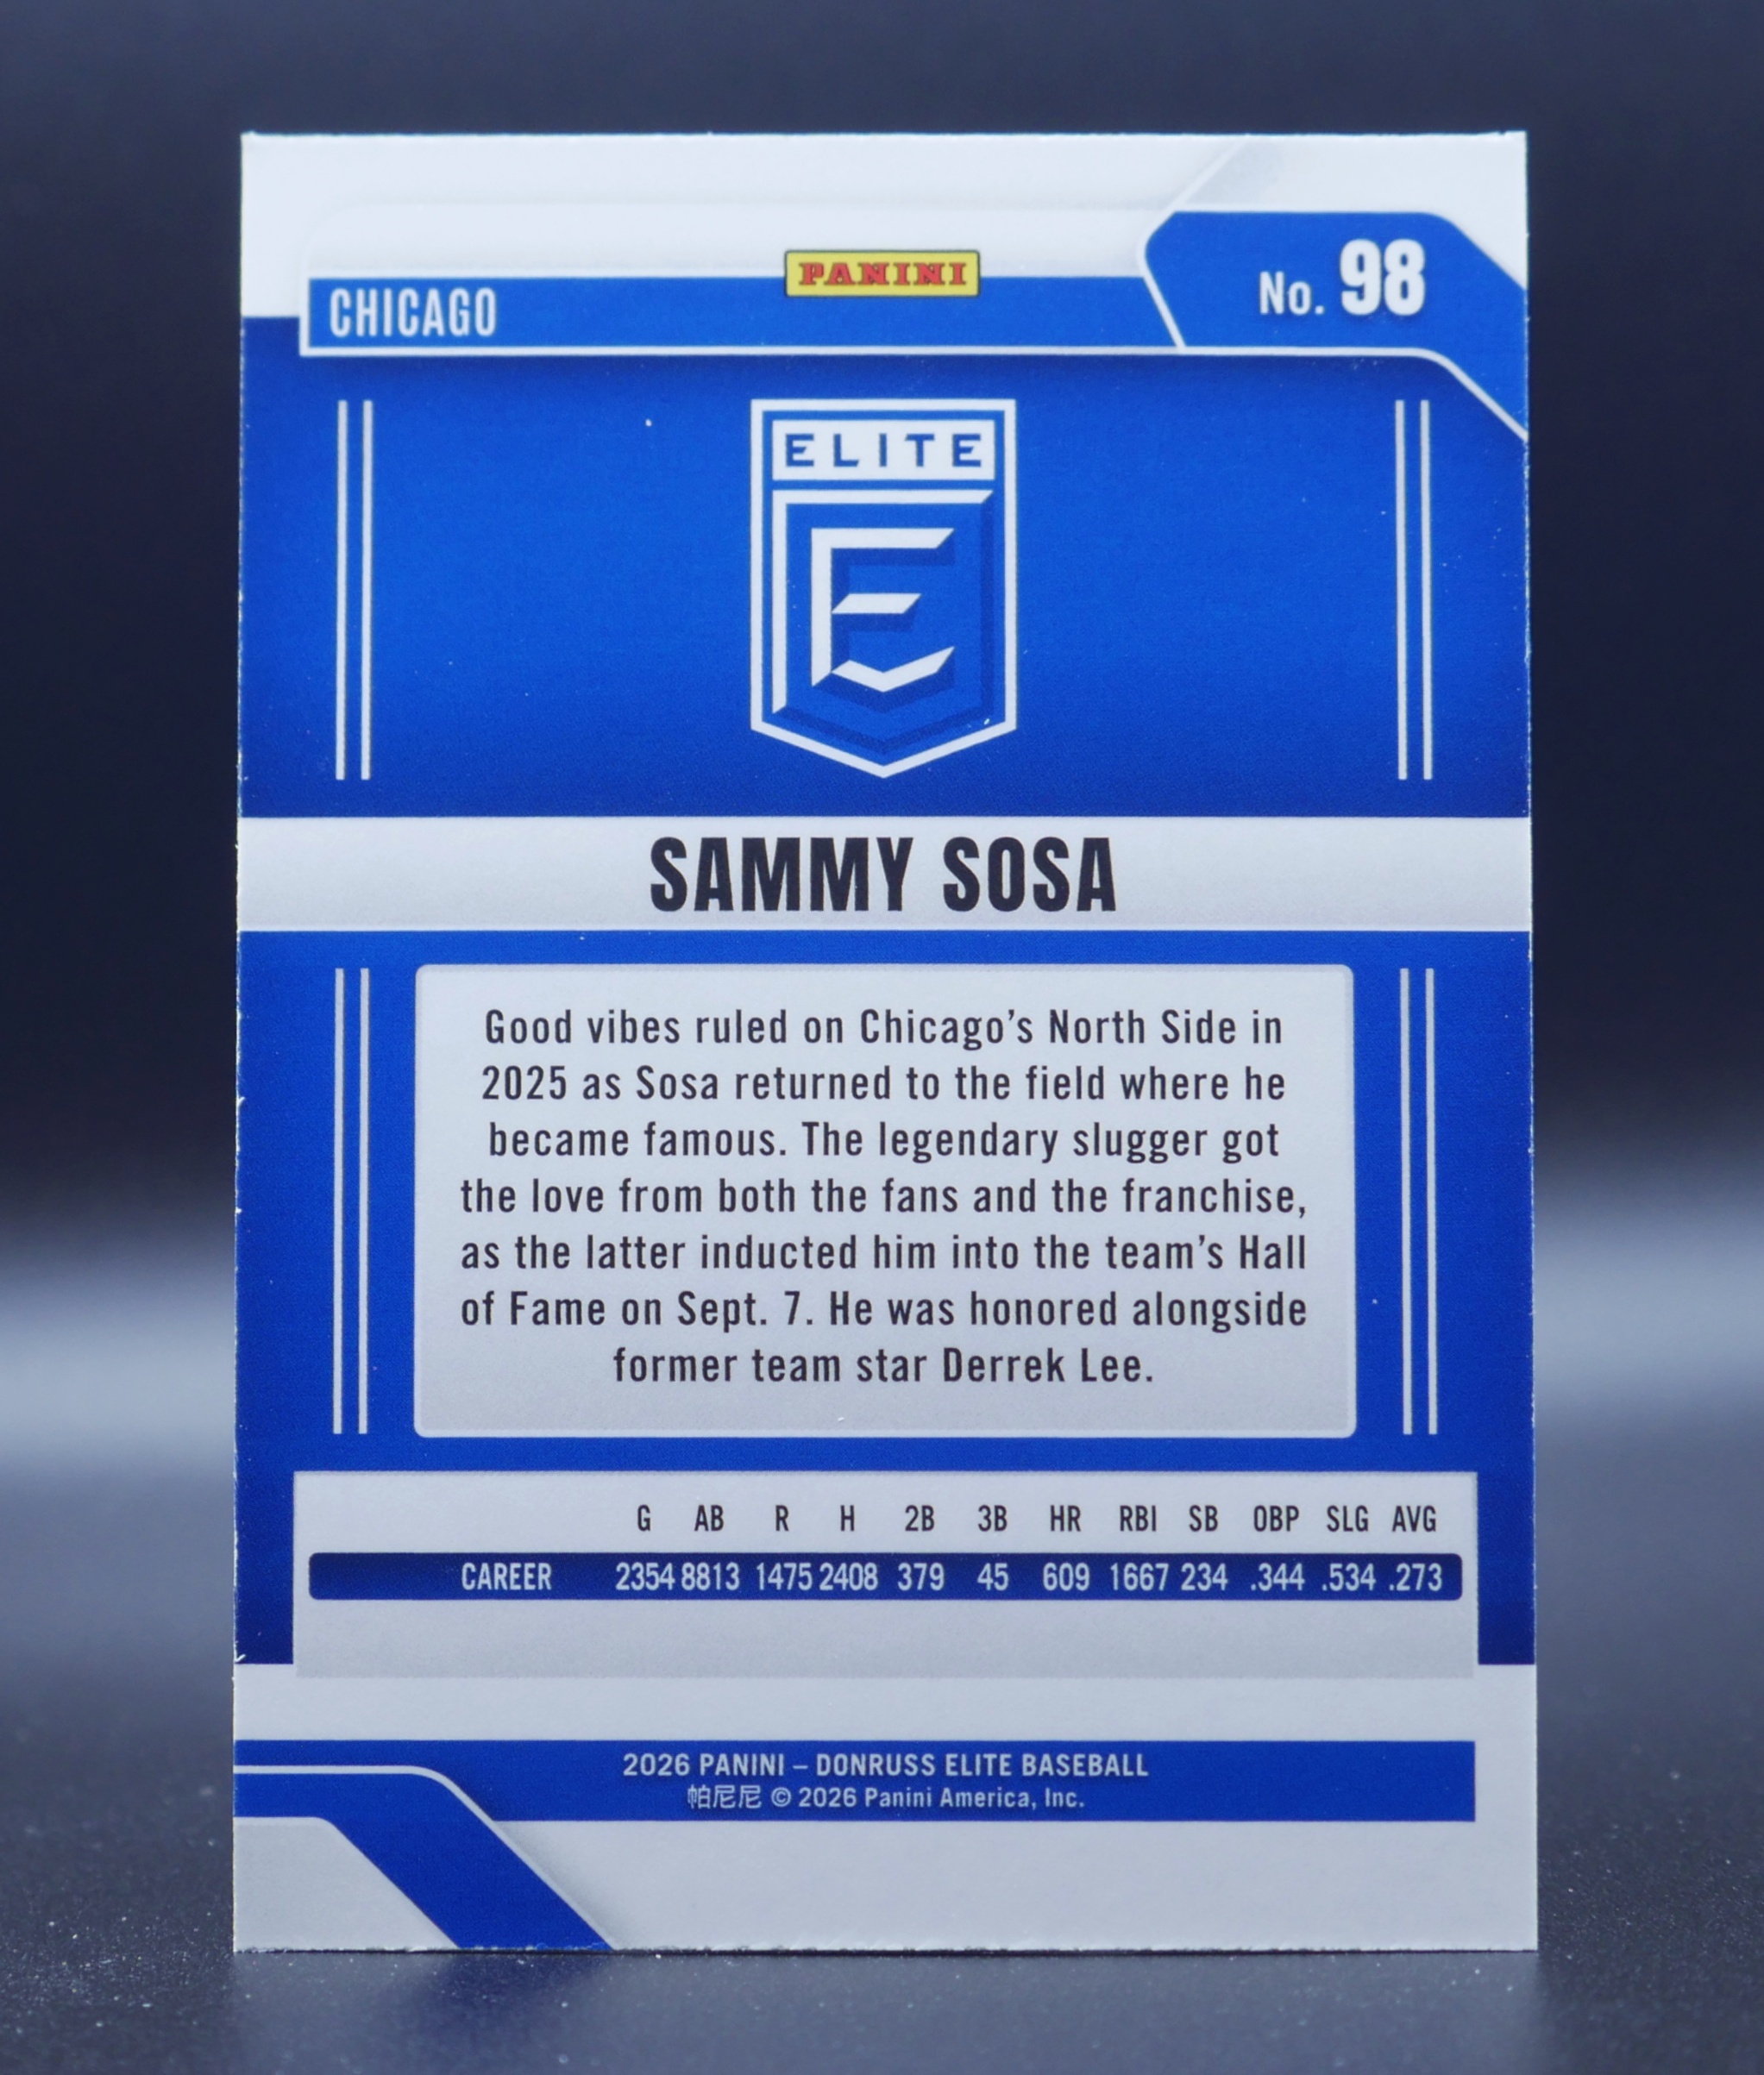 PANINI
CHICAGO
No. 98
ELITE
E
SAMMY SOSA
Good vibes ruled on Chicago’s North Side in
2025 as Sosa returned to the field where he
became famous. The legendary slugger got
the love from both the fans and the franchise,
as the latter inducted him into the team’s Hall
of Fame on Sept. 7. He was honored alongside
former team star Derrek Lee.
G AB R H 2B 3B HR RBI SB OBP SLG AVG
CAREER 2354 8813 1475 2408 379 45 609 1667 234 .344 .534 .273
2026 PANINI – DONRUSS ELITE BASEBALL
帕尼尼 © 2026 Panini America, Inc.